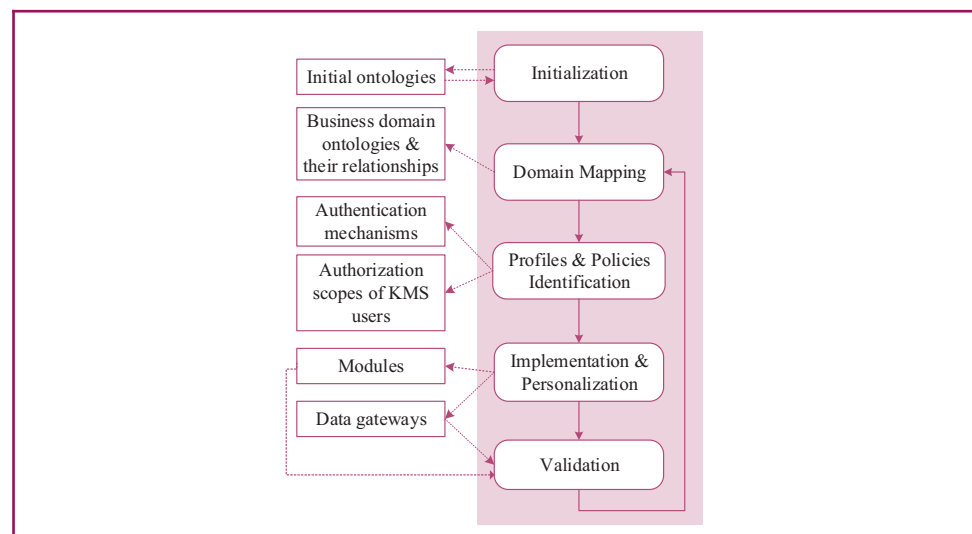 Initialization
Initial ontologies
Business domain
ontologies &
their relationships
Domain Mapping
Authentication
mechanisms
Profiles & Policies
Identification
Authorization
scopes of KMS
users
Implementation &
Personalization
Modules
Data gateways
Validation